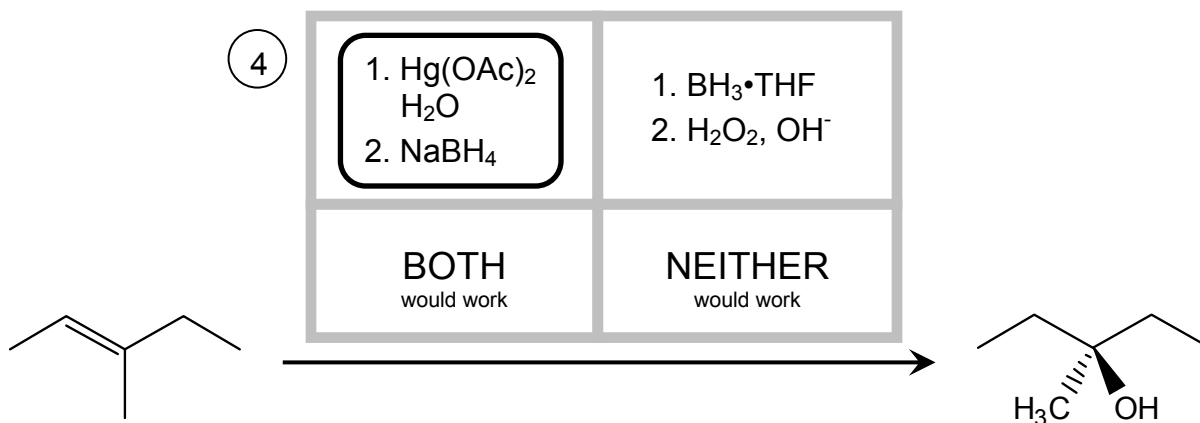 4
1. Hg(OAc)₂
H₂O
2. NaBH₄
1. BH₃•THF
2. H₂O₂, OH⁻
BOTH
would work
NEITHER
would work
H₃C
OH